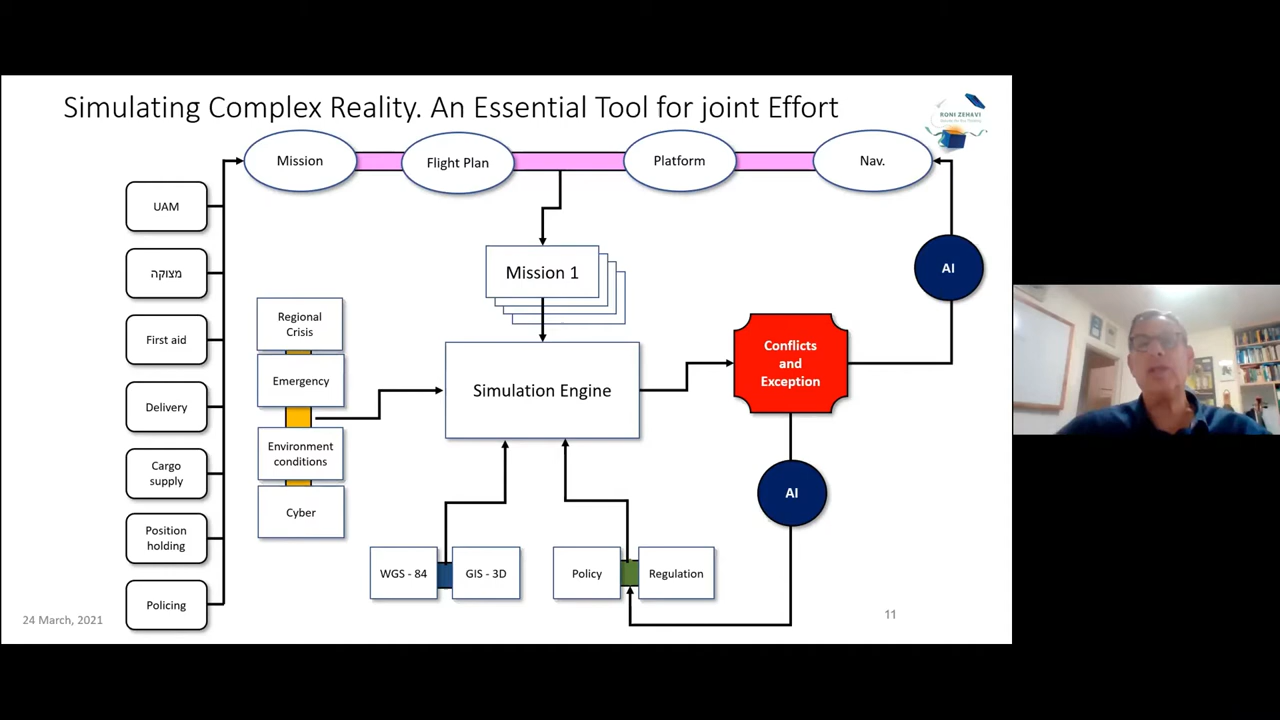 Simulating Complex Reality. An Essential Tool for joint Effort
RONI ZEHAVI
Mission
Flight Plan
Platform
Nav.
UAM
מצוקה
First aid
Delivery
Cargo
supply
Position
holding
Policing
Regional
Crisis
Emergency
Environment
conditions
Cyber
Mission 1
Simulation Engine
Conflicts
and
Exception
AI
AI
WGS - 84
GIS - 3D
Policy
Regulation
24 March, 2021
11